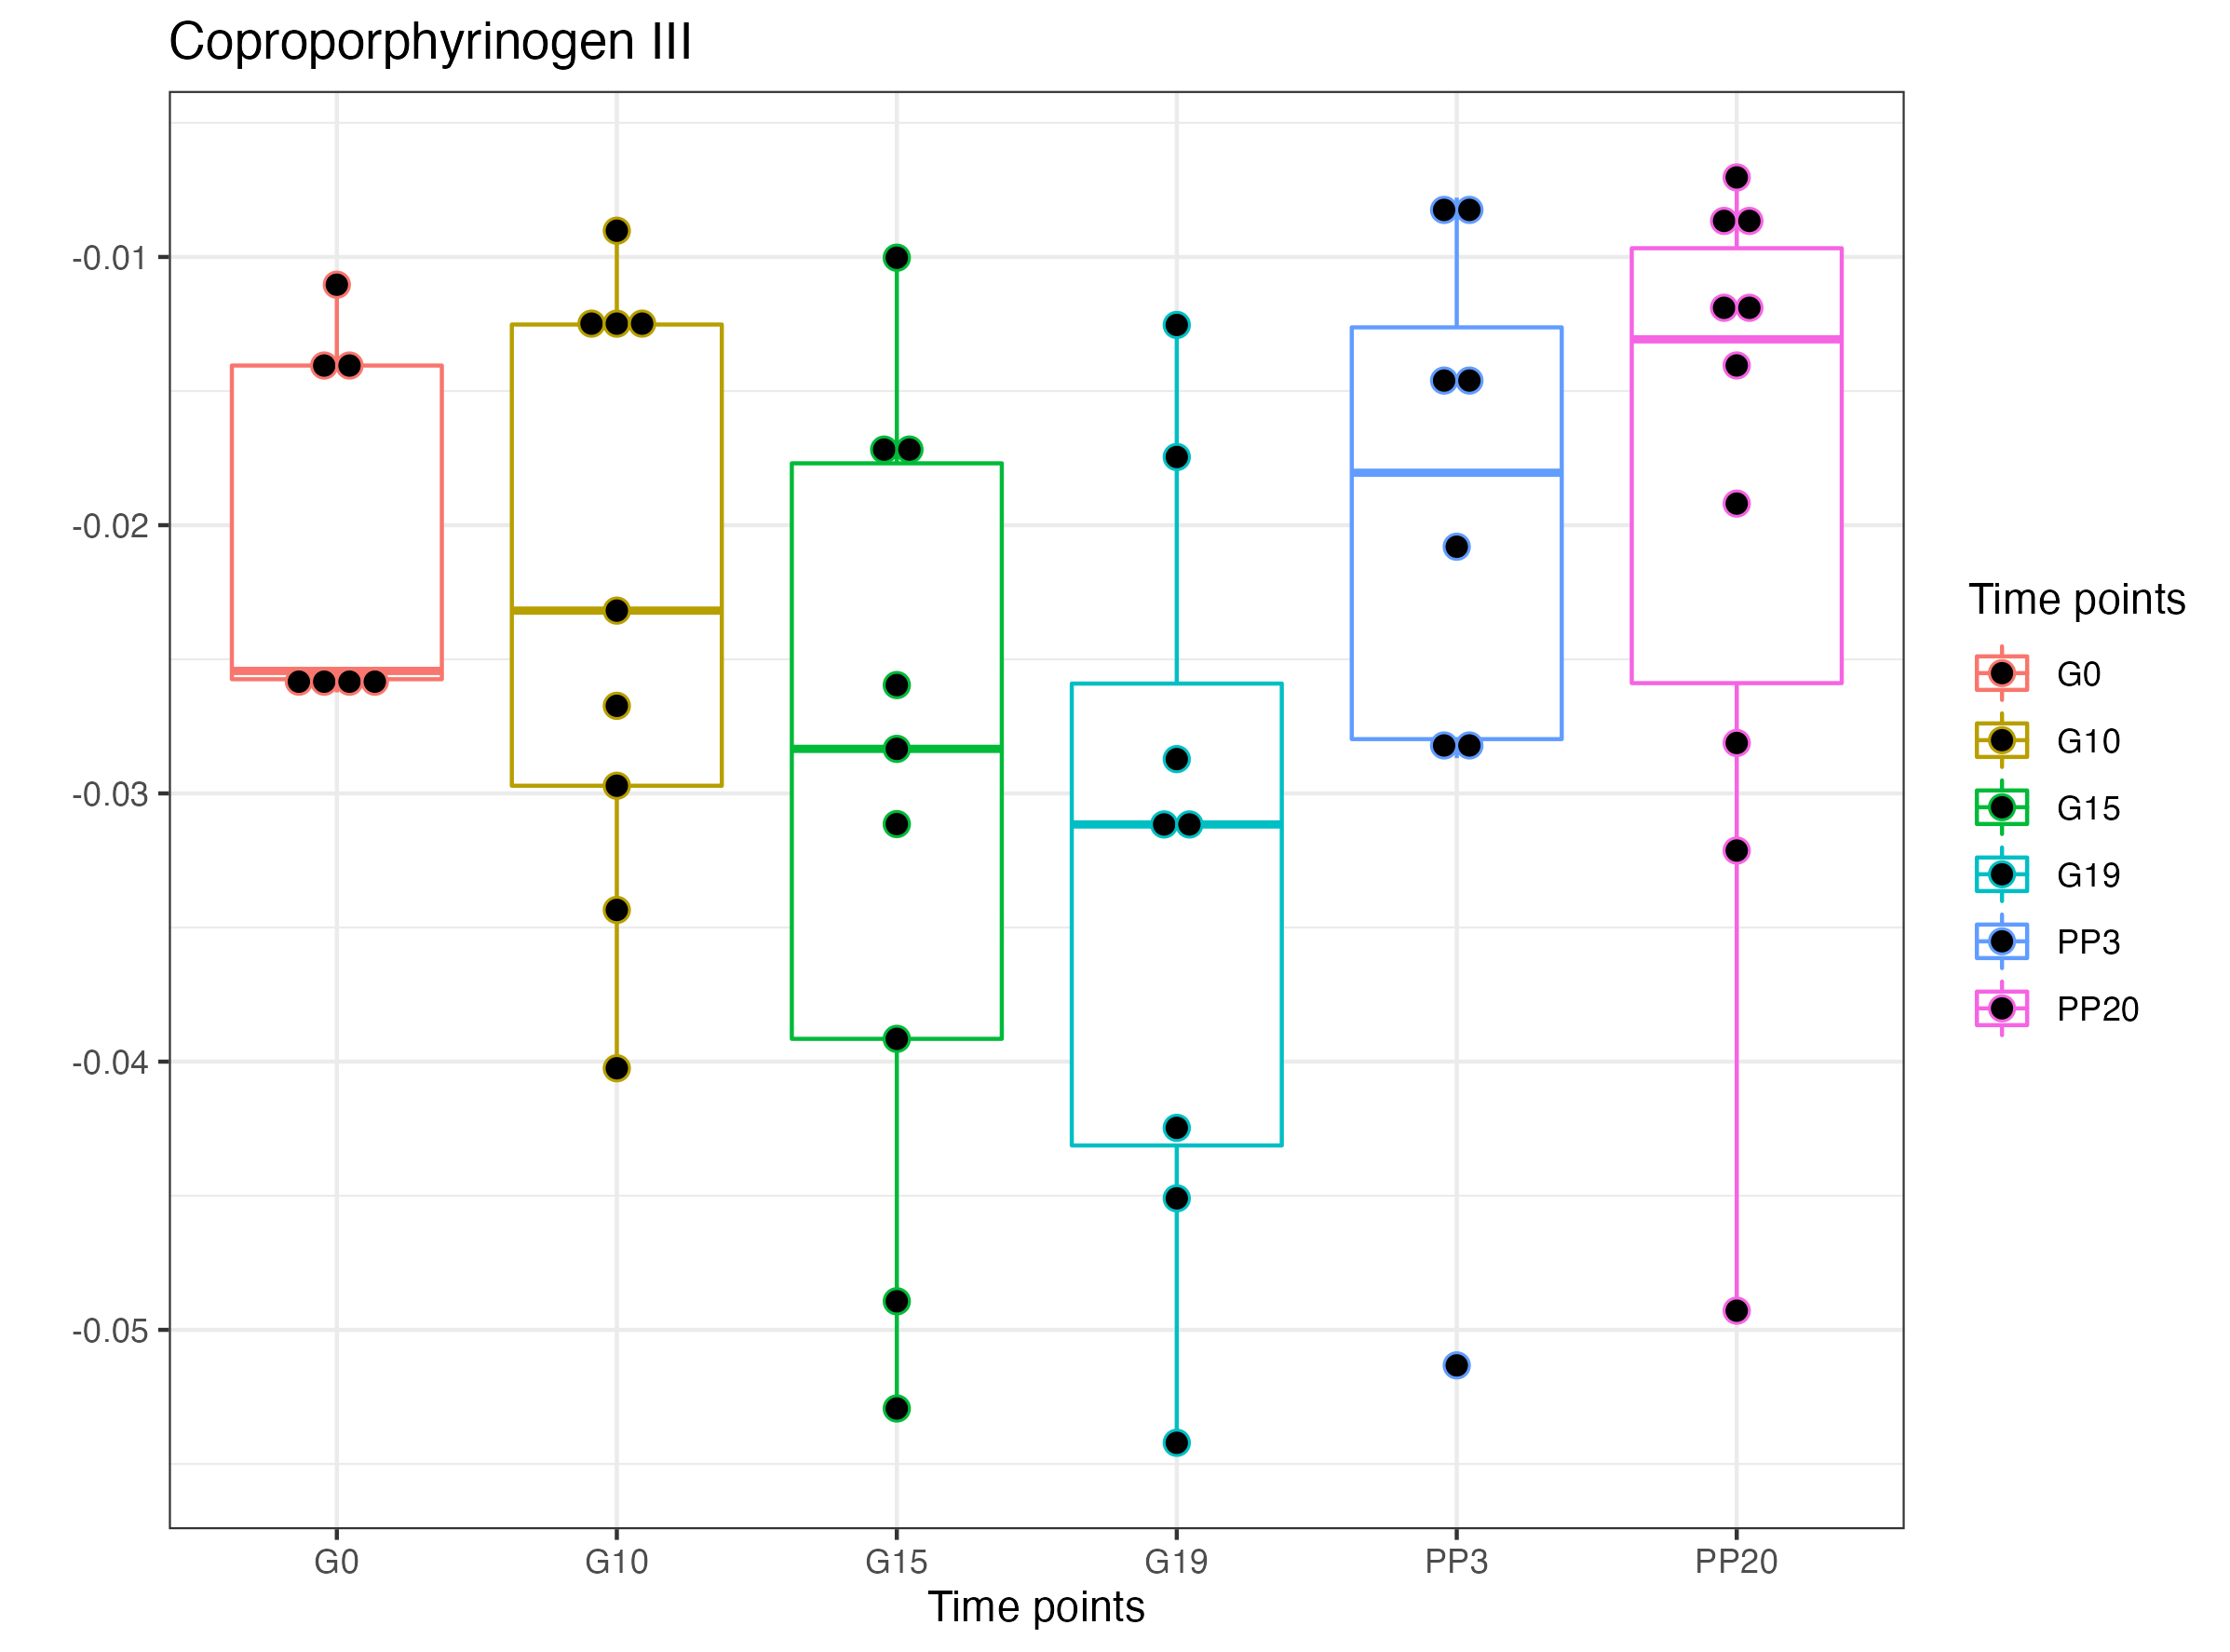 Coproporphyrinogen III
-0.01
-0.02
-0.03
-0.04
-0.05
G0 G10 G15 G19 PP3 PP20
Time points
Time points
G0
G10
G15
G19
PP3
PP20